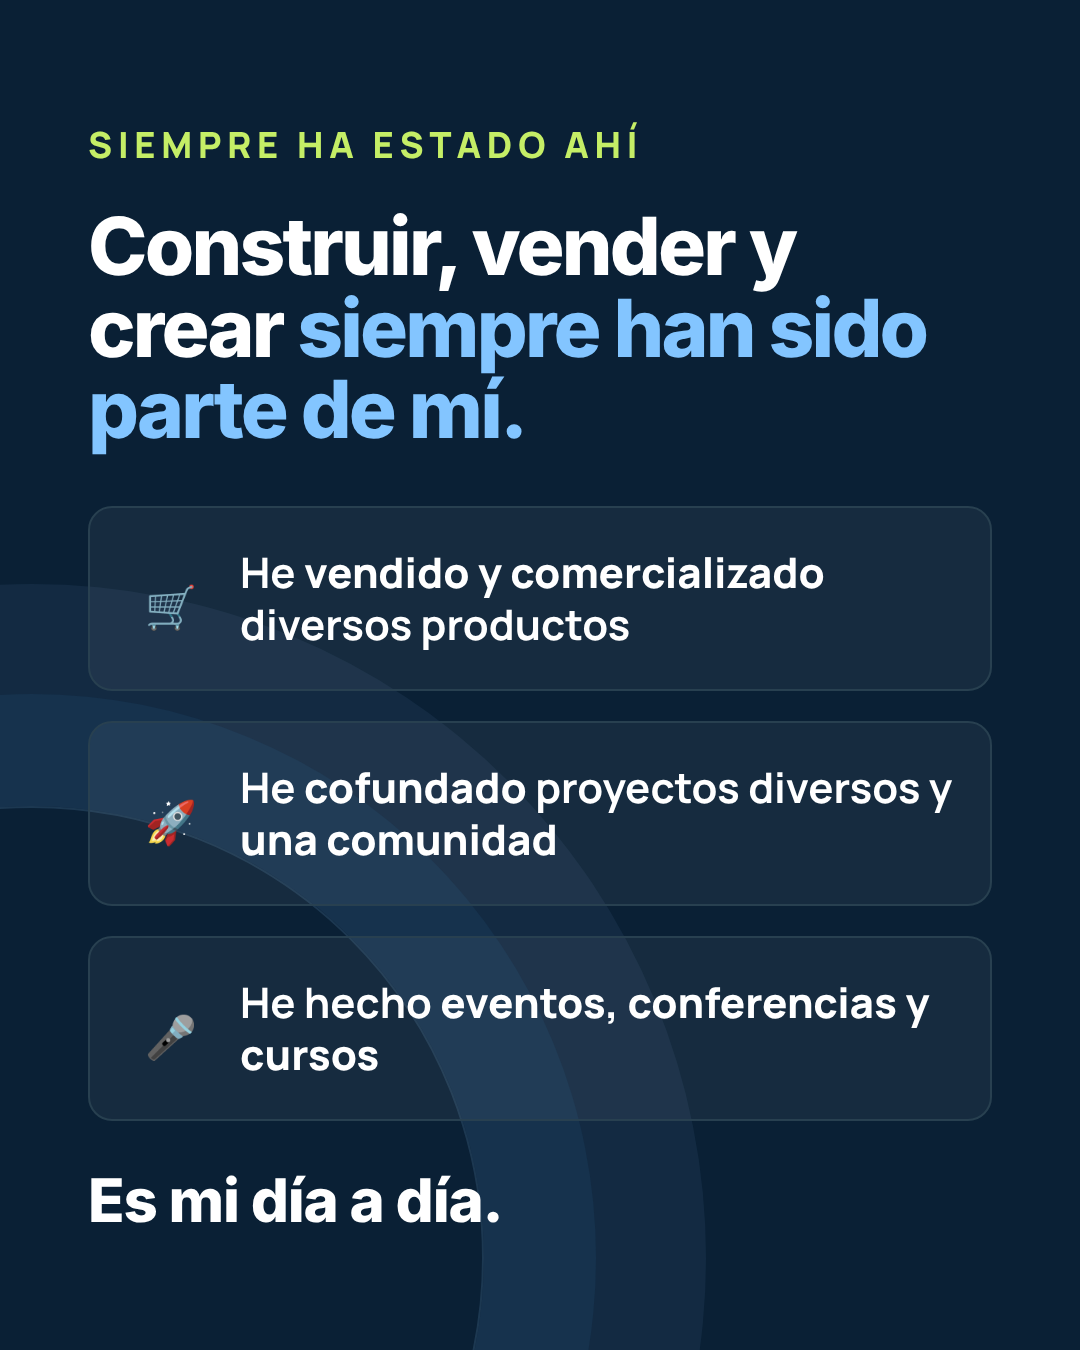 SIEMPRE HA ESTADO AHÍ
Construir, vender y
crear siempre han sido
parte de mí.
He vendido y comercializado
diversos productos
He cofundado proyectos diversos y
una comunidad
He hecho eventos, conferencias y
cursos
Es mi día a día.